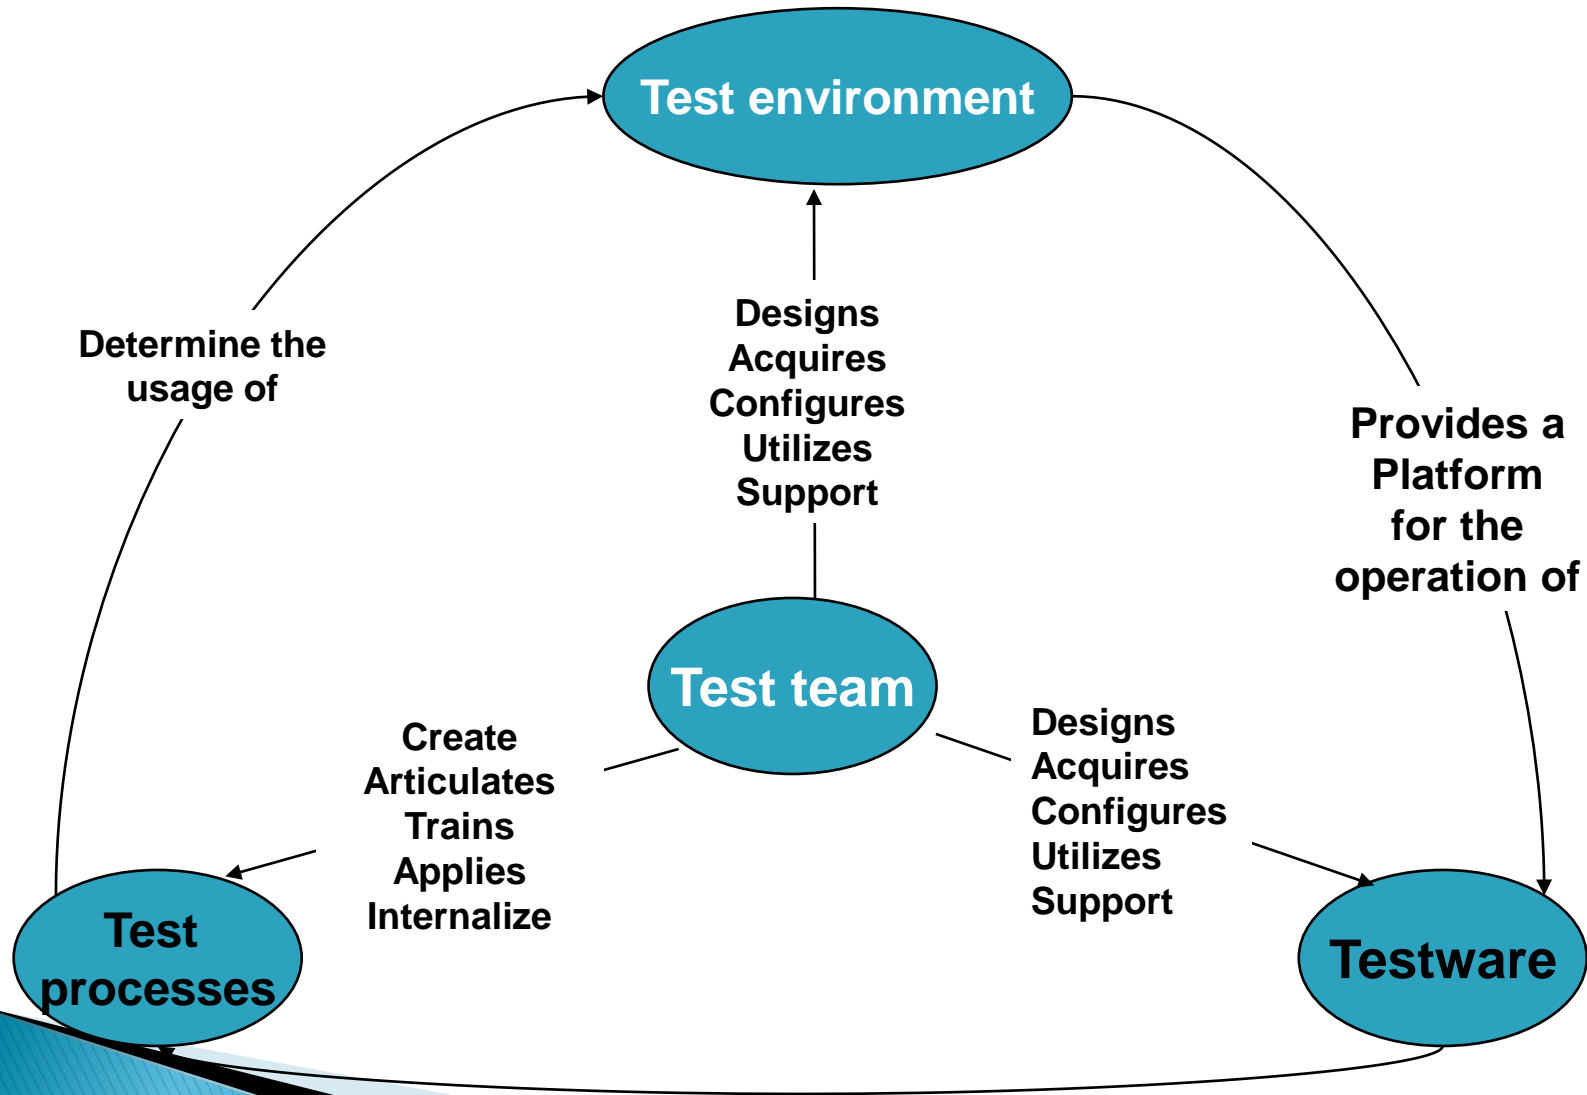 Test environment
Determine the
usage of
Designs
Acquires
Configures
Utilizes
Support
Provides a
Platform
for the
operation of
Test team
Create
Articulates
Trains
Applies
Internalize
Designs
Acquires
Configures
Utilizes
Support
Test
processes
Testware